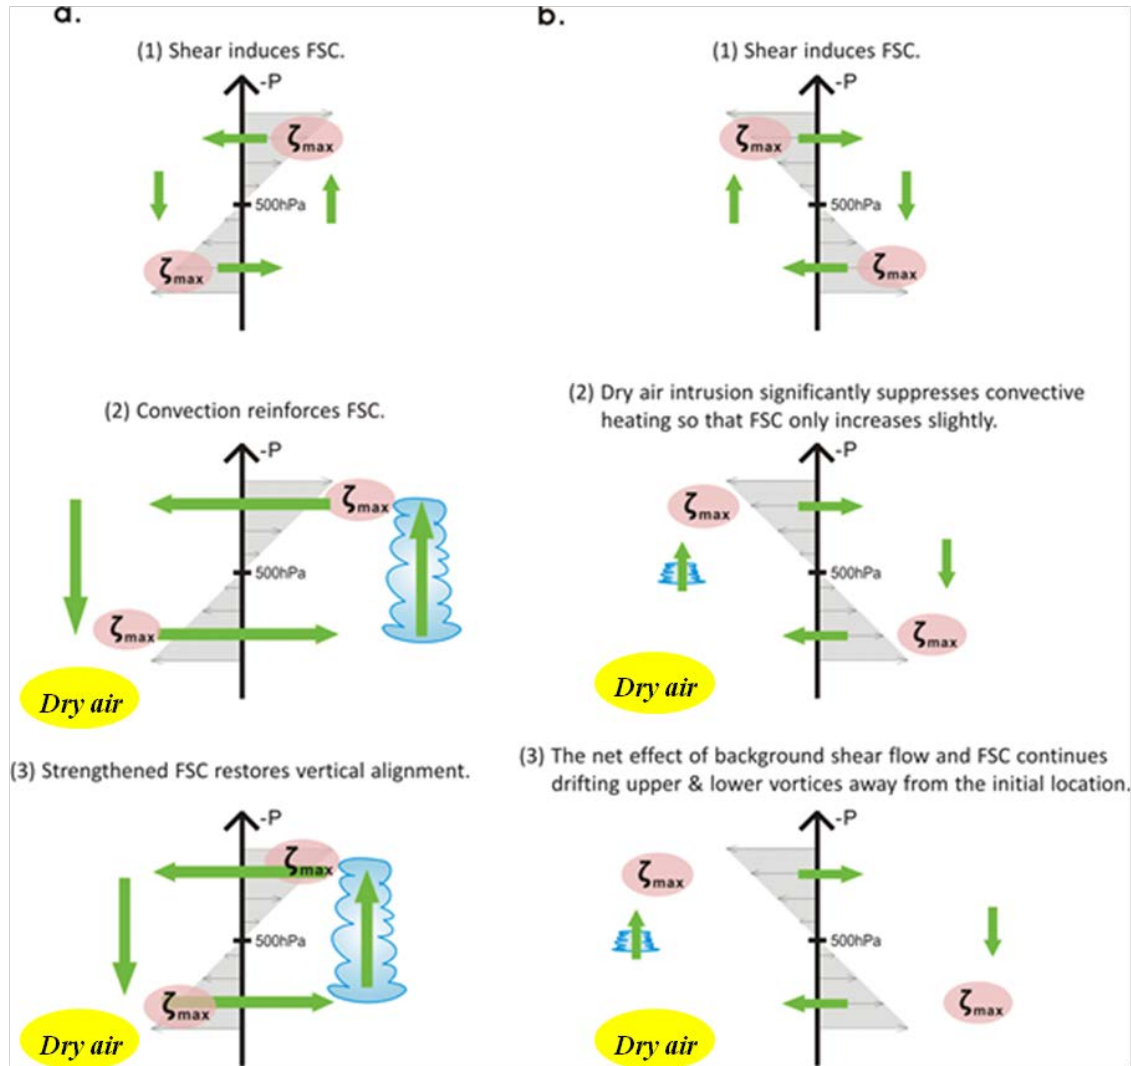 a.
(1) Shear induces FSC.
-P
ζmax
500hPa
ζmax
(2) Convection reinforces FSC.
-P
ζmax
500hPa
ζmax
Dry air
(3) Strengthened FSC restores vertical alignment.
-P
ζmax
500hPa
ζmax
Dry air
b.
(1) Shear induces FSC.
-P
ζmax
500hPa
ζmax
(2) Dry air intrusion significantly suppresses convective
heating so that FSC only increases slightly.
-P
ζmax
500hPa
ζmax
Dry air
(3) The net effect of background shear flow and FSC continues
drifting upper & lower vortices away from the initial location.
-P
ζmax
500hPa
ζmax
Dry air